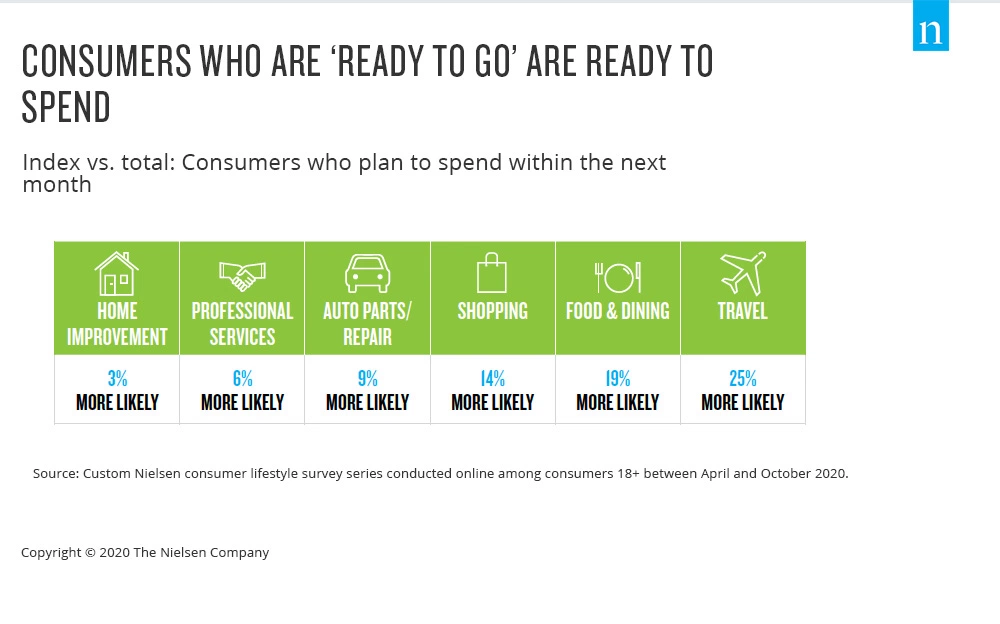 n
CONSUMERS WHO ARE ‘READY TO GO’ ARE READY TO
SPEND
Index vs. total: Consumers who plan to spend within the next
month
HOME
IMPROVEMENT
PROFESSIONAL
SERVICES
AUTO PARTS/
REPAIR
SHOPPING
FOOD & DINING
TRAVEL
3%
MORE LIKELY
6%
MORE LIKELY
9%
MORE LIKELY
14%
MORE LIKELY
19%
MORE LIKELY
25%
MORE LIKELY
Source: Custom Nielsen consumer lifestyle survey series conducted online among consumers 18+ between April and October 2020.
Copyright © 2020 The Nielsen Company